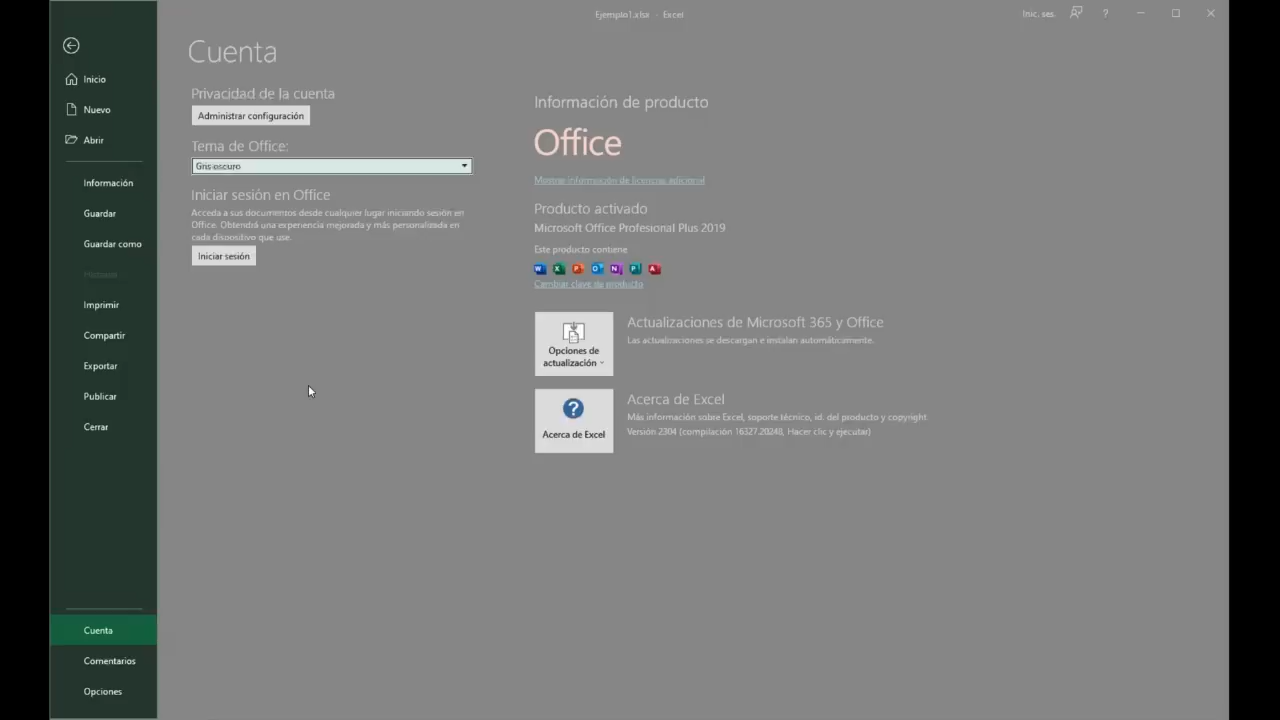 Ejemplo1.xlsx - Excel
Inic. ses.
?
Inicio
Nuevo
Abrir
Información
Guardar
Guardar como
Imprimir
Compartir
Exportar
Publicar
Cerrar
Cuenta
Comentarios
Opciones
Cuenta
Privacidad de la cuenta
Administrar configuración
Tema de Office:
Gris oscuro
Iniciar sesión en Office
Acceda a sus documentos desde cualquier lugar iniciando sesión en
Office. Obtendrá una experiencia mejorada y más personalizada en
cada dispositivo que use.
Iniciar sesión
Información de producto
Office
Mostrar información de licencias adicional
Producto activado
Microsoft Office Profesional Plus 2019
Este producto contiene
Cambiar clave de producto
Opciones de
actualización
Actualizaciones de Microsoft 365 y Office
Las actualizaciones se descargan e instalan automáticamente.
?
Acerca de Excel
Acerca de Excel
Más información sobre Excel, soporte técnico, id. del producto y copyright.
Versión 2304 (compilación 16327.20248, Hacer clic y ejecutar)